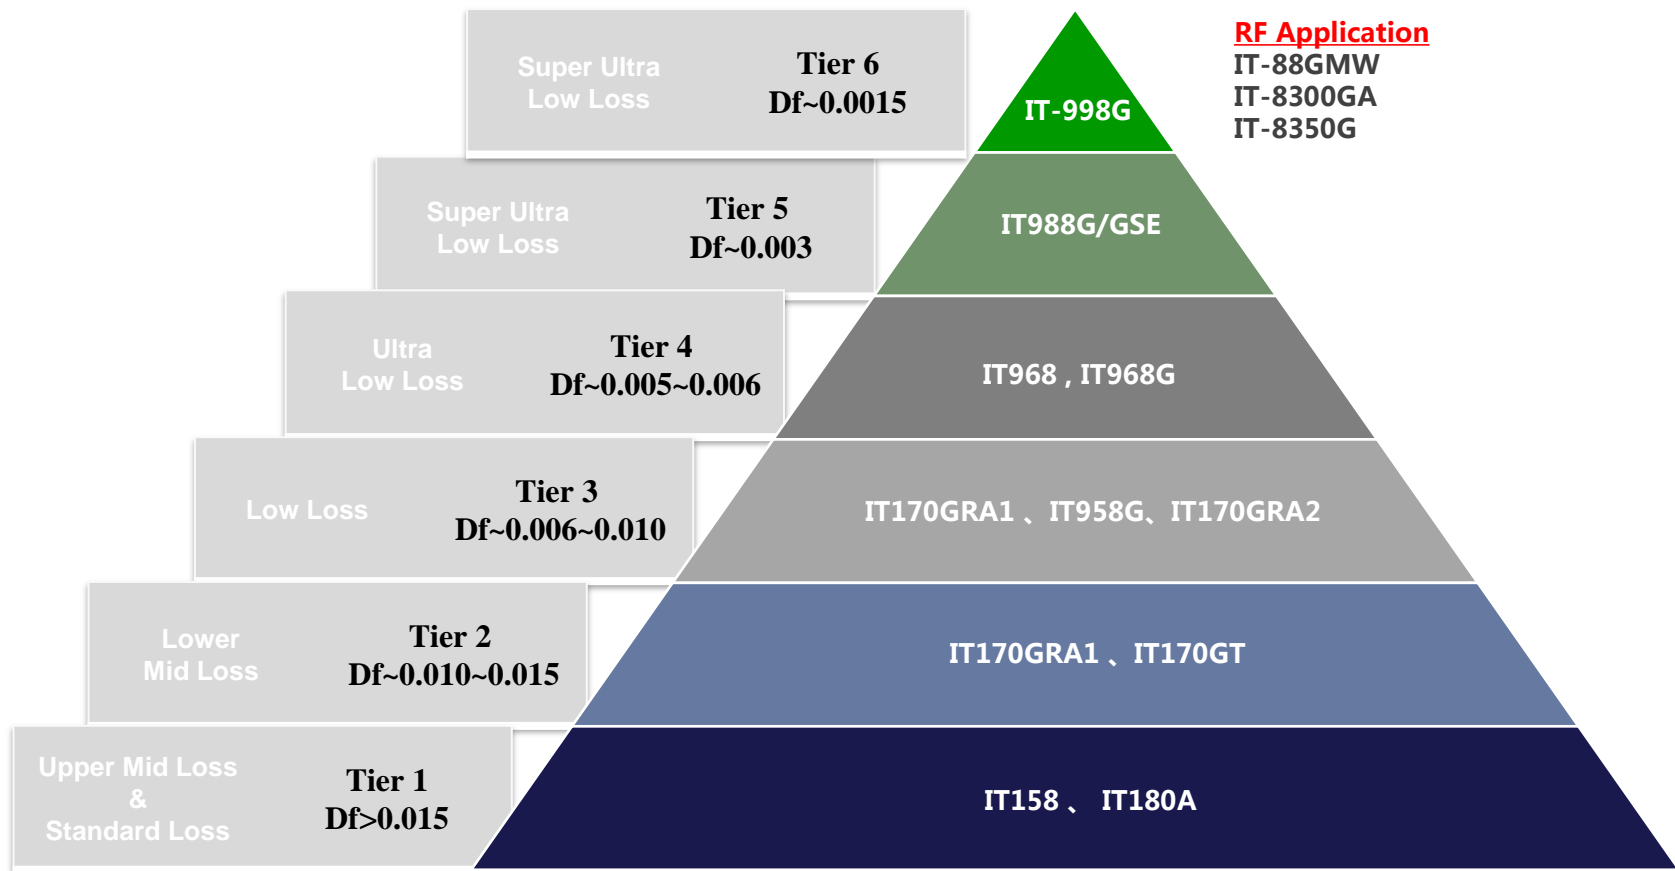 Super Ultra
Low Loss
Tier 6
Df~0.0015
IT-998G
RF Application
IT-88GMW
IT-8300GA
IT-8350G
Super Ultra
Low Loss
Tier 5
Df~0.003
IT988G/GSE
Ultra
Low Loss
Tier 4
Df~0.005~0.006
IT968 , IT968G
Low Loss
Tier 3
Df~0.006~0.010
IT170GRA1 、IT958G、IT170GRA2
Lower
Mid Loss
Tier 2
Df~0.010~0.015
IT170GRA1 、IT170GT
Upper Mid Loss
&
Standard Loss
Tier 1
Df>0.015
IT158 、 IT180A